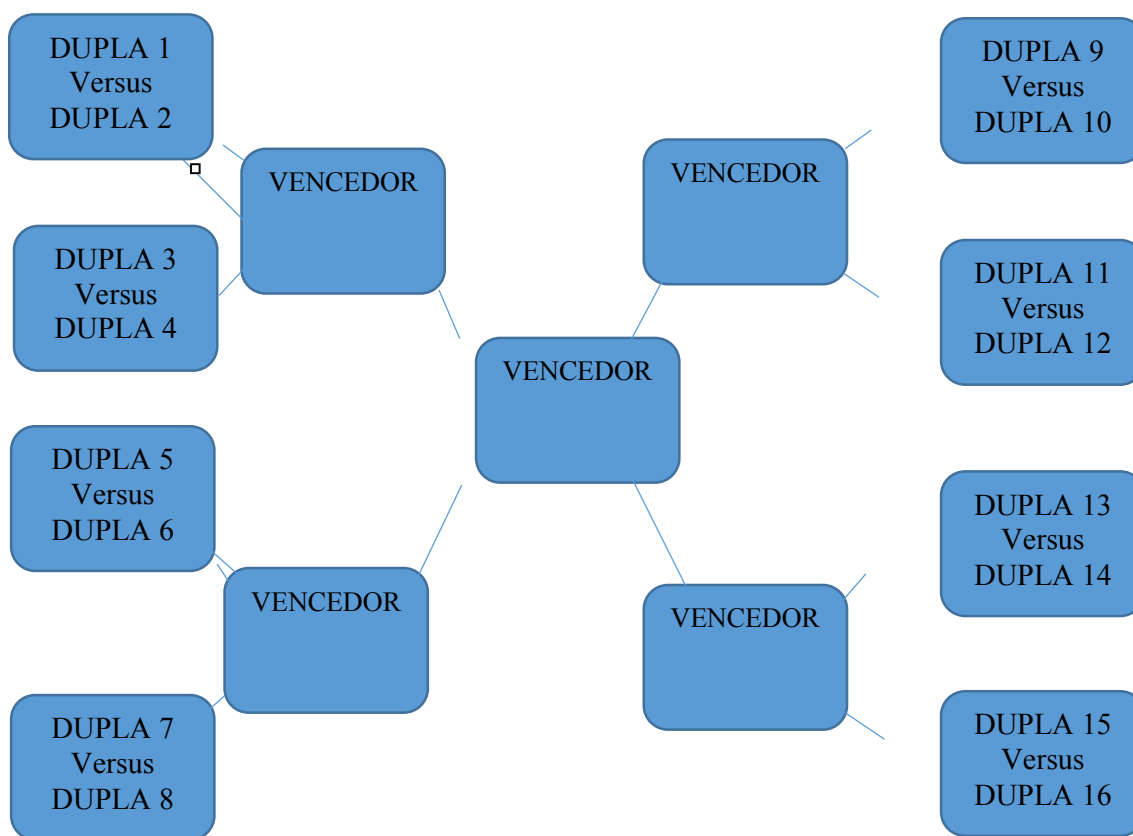 DUPLA 1
Versus
DUPLA 2
DUPLA 3
Versus
DUPLA 4
DUPLA 5
Versus
DUPLA 6
DUPLA 7
Versus
DUPLA 8
VENCEDOR
VENCEDOR
VENCEDOR
VENCEDOR
VENCEDOR
DUPLA 9
Versus
DUPLA 10
DUPLA 11
Versus
DUPLA 12
DUPLA 13
Versus
DUPLA 14
DUPLA 15
Versus
DUPLA 16